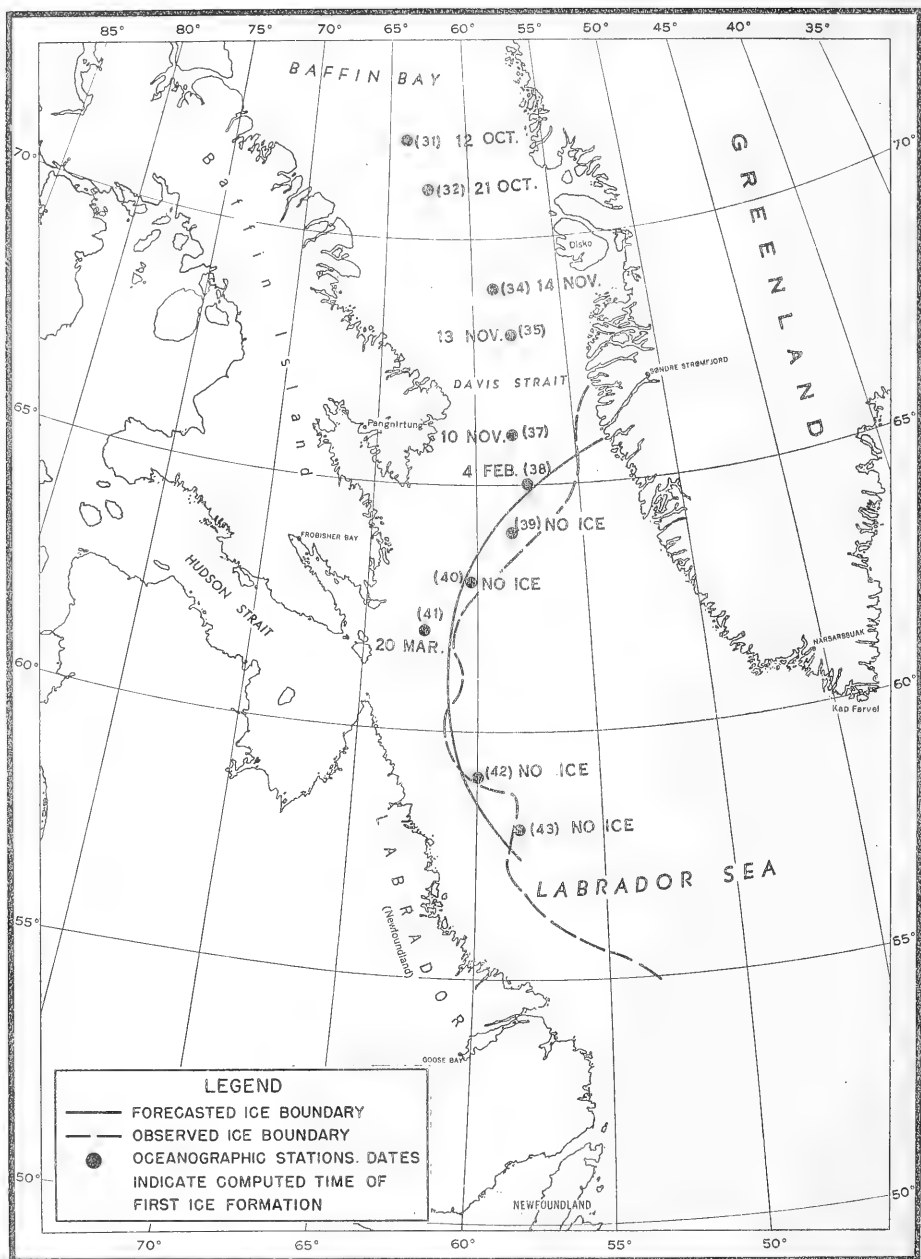 85° 80° 75° 70° 65° 60° 55° 50° 45° 40° 35°
BAFFIN BAY
(31) 12 OCT.
70° 70°
(32) 21 OCT.
GREENLAND
Baffin Island
Disko
(34) 14 NOV.
13 NOV. (35)
SØNDRE STRØMFJORD
DAVIS STRAIT
65° 65°
Pangnirtung
10 NOV. (37)
4 FEB. (38)
(39) NO ICE
FROBISHER BAY
HUDSON STRAIT
(40) NO ICE
(41)
20 MAR.
NARSARSSUAK
60° 60°
Kap Farvel
(42) NO ICE
(43) NO ICE
LABRADOR SEA
LABRADOR
(Newfoundland)
55° 55°
GOOSE BAY
LEGEND
FORECASTED ICE BOUNDARY
OBSERVED ICE BOUNDARY
OCEANOGRAPHIC STATIONS. DATES
INDICATE COMPUTED TIME OF
FIRST ICE FORMATION
50° 50°
NEWFOUNDLAND
70° 65° 60° 55° 50°